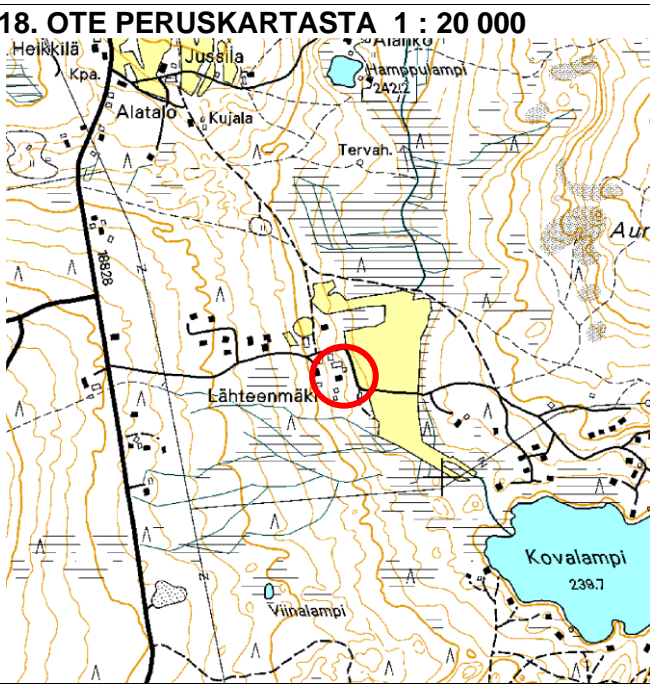 18. OTE PERUSKARTASTA 1 : 20 000
Heikkilä
Jussila
Alanko
Kpa.
Hamppulampi
242.2
Alatalo
Kujala
Tervah.
Aur
18828
Lähteenmäki
Kovalampi
239.7
Viinalampi